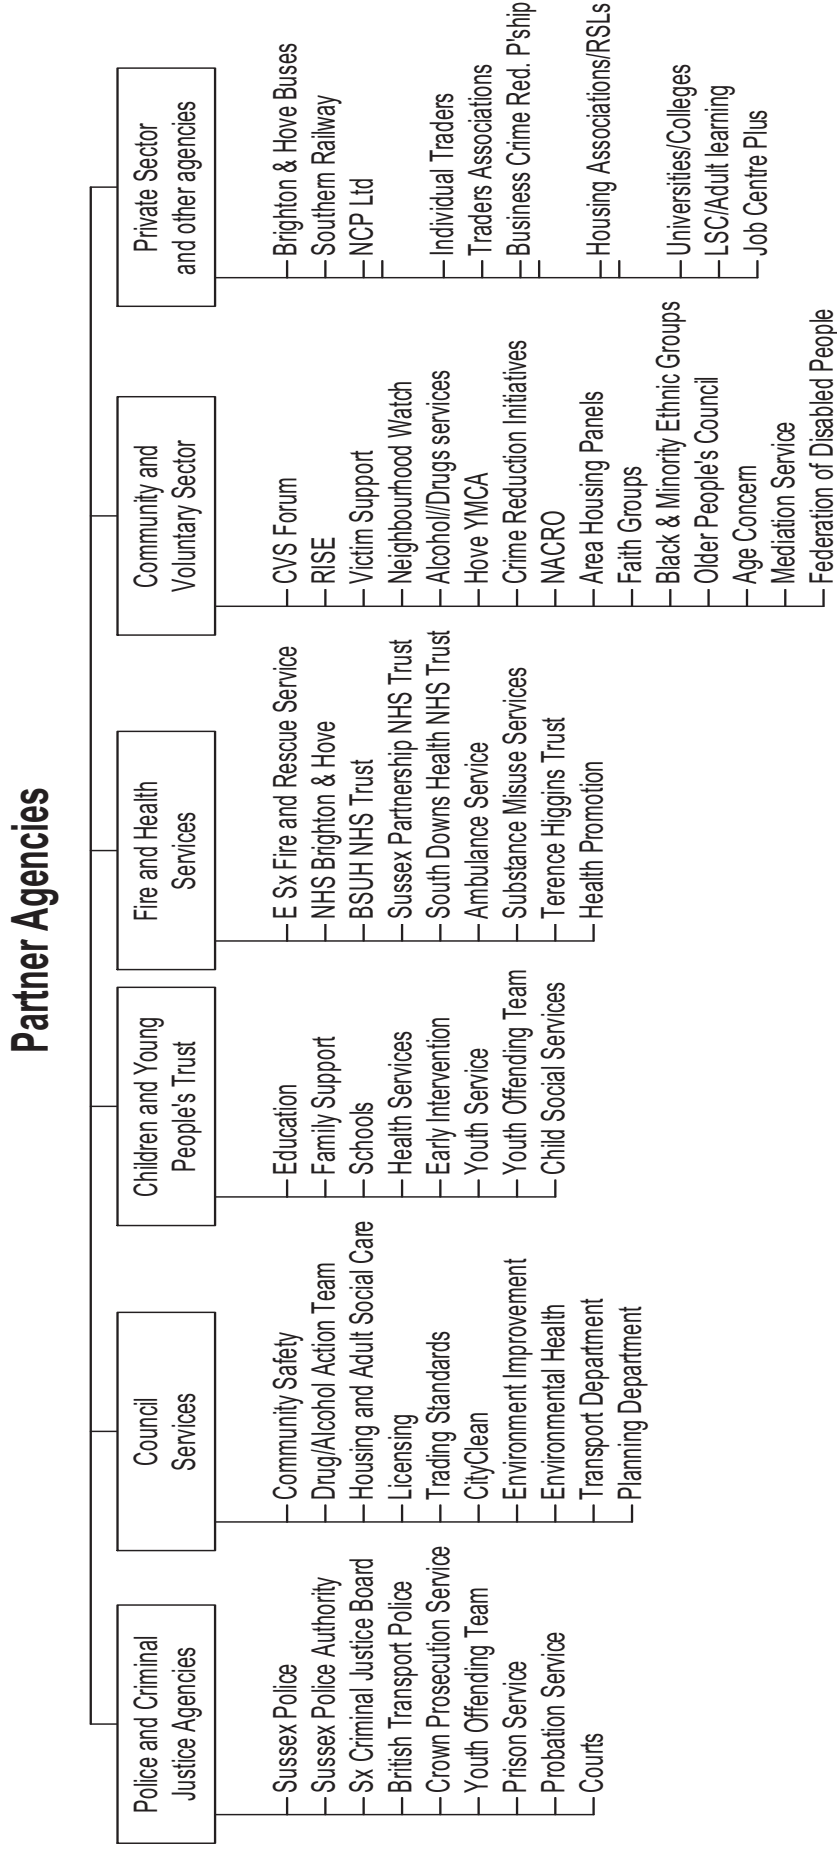 Partner Agencies
Police and Criminal
Justice Agencies
Sussex Police
Sussex Police Authority
Sx Criminal Justice Board
British Transport Police
Crown Prosecution Service
Youth Offending Team
Prison Service
Probation Service
Courts
Council
Services
Community Safety
Drug/Alcohol Action Team
Housing and Adult Social Care
Licensing
Trading Standards
CityClean
Environment Improvement
Environmental Health
Transport Department
Planning Department
Children and Young
People's Trust
Education
Family Support
Schools
Health Services
Early Intervention
Youth Service
Youth Offending Team
Child Social Services
Fire and Health
Services
E Sx Fire and Rescue Service
NHS Brighton & Hove
BSUH NHS Trust
Sussex Partnership NHS Trust
South Downs Health NHS Trust
Ambulance Service
Substance Misuse Services
Terence Higgins Trust
Health Promotion
Community and
Voluntary Sector
CVS Forum
RISE
Victim Support
Neighbourhood Watch
Alcohol//Drugs services
Hove YMCA
Crime Reduction Initiatives
NACRO
Area Housing Panels
Faith Groups
Black & Minority Ethnic Groups
Older People's Council
Age Concern
Mediation Service
Federation of Disabled People
Private Sector
and other agencies
Brighton & Hove Buses
Southern Railway
NCP Ltd
Individual Traders
Traders Associations
Business Crime Red. P'ship
Housing Associations/RSLs
Universities/Colleges
LSC/Adult learning
Job Centre Plus